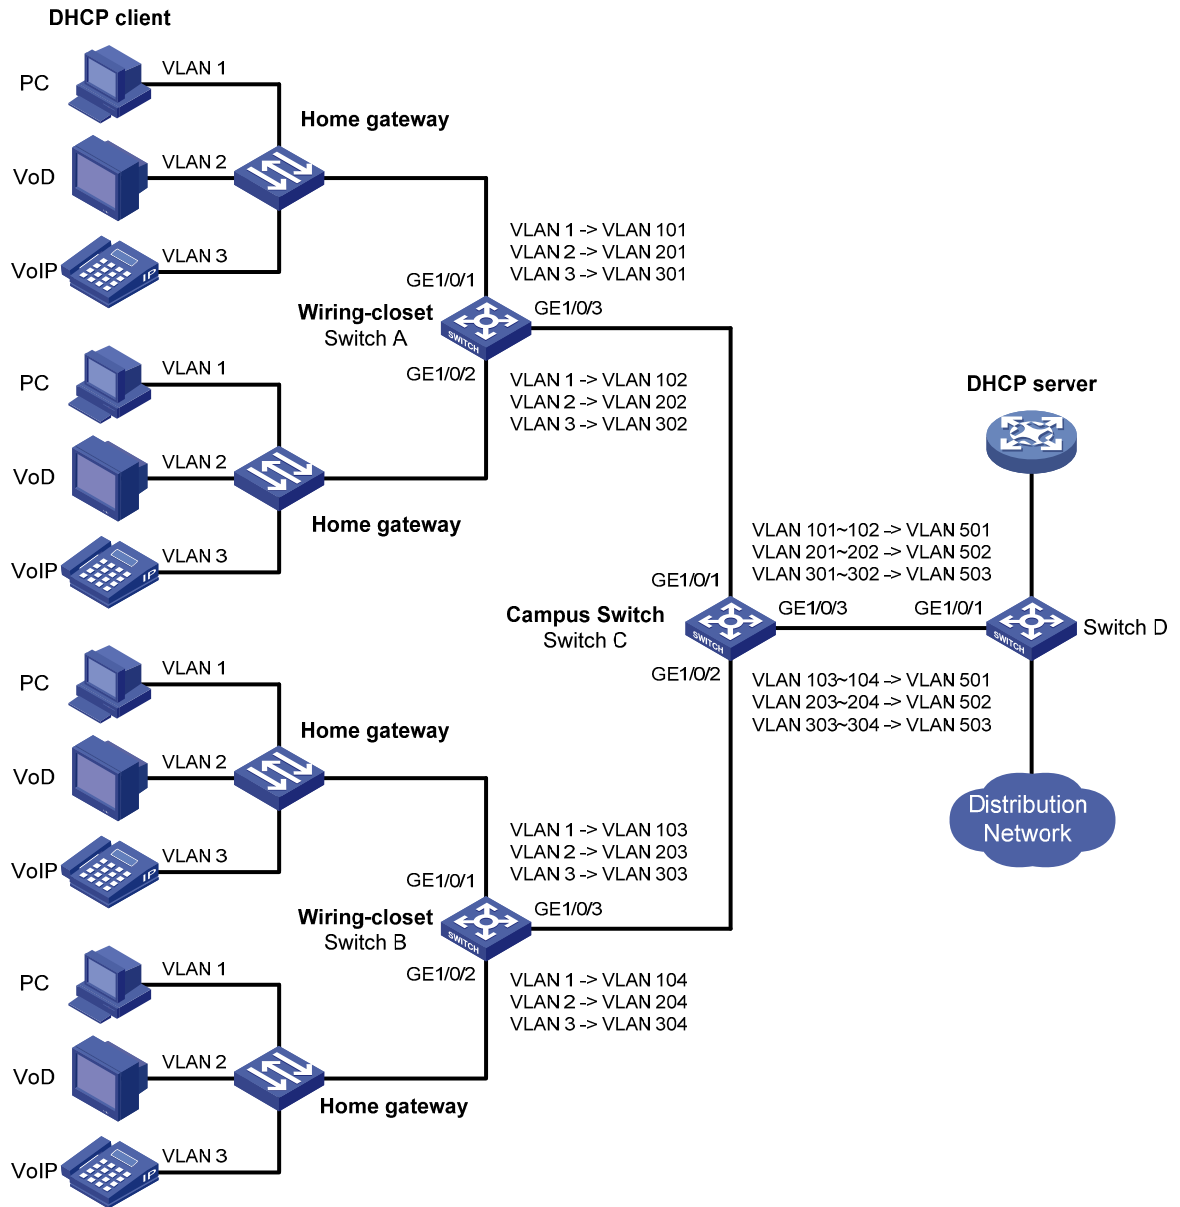 DHCP client
PC
VLAN 1
Home gateway
VoD
VLAN 2
VoIP
VLAN 3
IP
VLAN 1 -> VLAN 101
VLAN 2 -> VLAN 201
VLAN 3 -> VLAN 301
GE1/0/1
Wiring-closet
Switch A
SWITCH
GE1/0/3
GE1/0/2
VLAN 1 -> VLAN 102
VLAN 2 -> VLAN 202
VLAN 3 -> VLAN 302
PC
VLAN 1
VoD
VLAN 2
Home gateway
VoIP
VLAN 3
IP
DHCP server
VLAN 101~102 -> VLAN 501
VLAN 201~202 -> VLAN 502
VLAN 301~302 -> VLAN 503
GE1/0/1
Campus Switch
Switch C
SWITCH
GE1/0/3
GE1/0/1
SWITCH
Switch D
GE1/0/2
VLAN 103~104 -> VLAN 501
VLAN 203~204 -> VLAN 502
VLAN 303~304 -> VLAN 503
Distribution
Network
PC
VLAN 1
Home gateway
VoD
VLAN 2
VoIP
VLAN 3
IP
VLAN 1 -> VLAN 103
VLAN 2 -> VLAN 203
VLAN 3 -> VLAN 303
GE1/0/1
Wiring-closet
Switch B
SWITCH
GE1/0/3
GE1/0/2
VLAN 1 -> VLAN 104
VLAN 2 -> VLAN 204
VLAN 3 -> VLAN 304
PC
VLAN 1
VoD
VLAN 2
Home gateway
VoIP
VLAN 3
IP